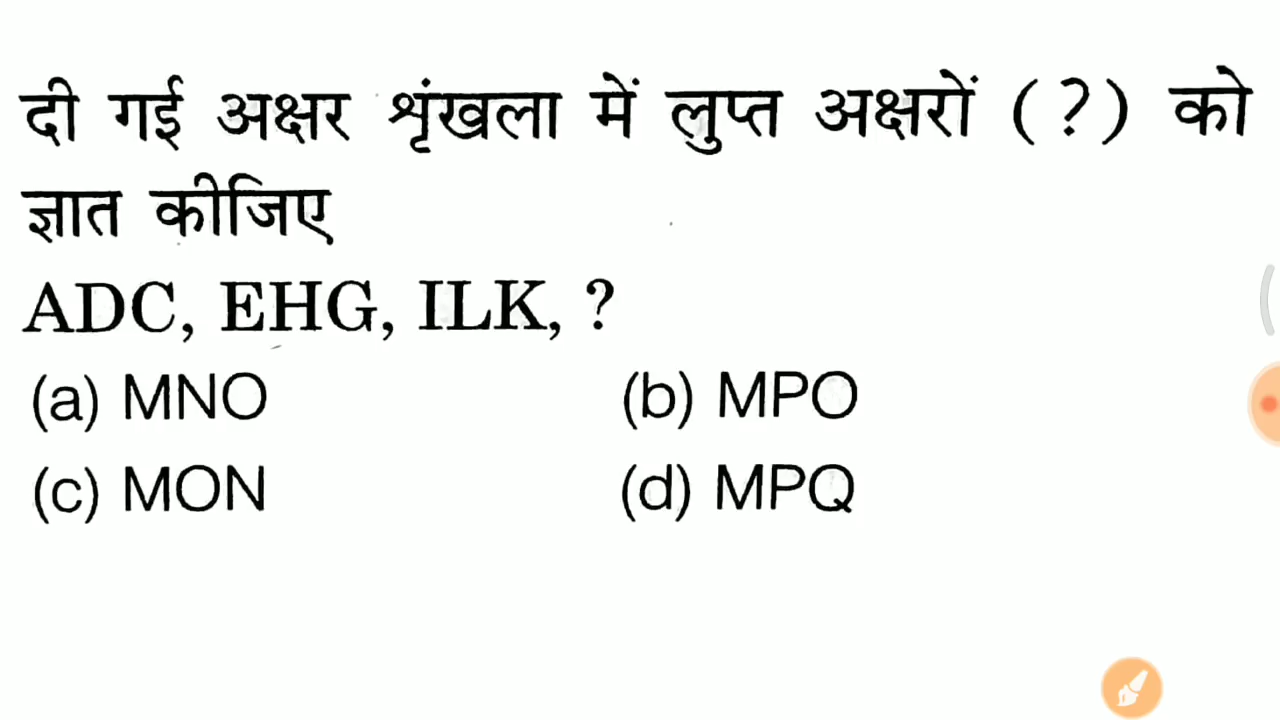 दी गई अक्षर शृंखला में लुप्त अक्षरों (?) को
ज्ञात कीजिए
ADC, EHG, ILK, ?
(a) MNO (b) MPO
(c) MON (d) MPQ